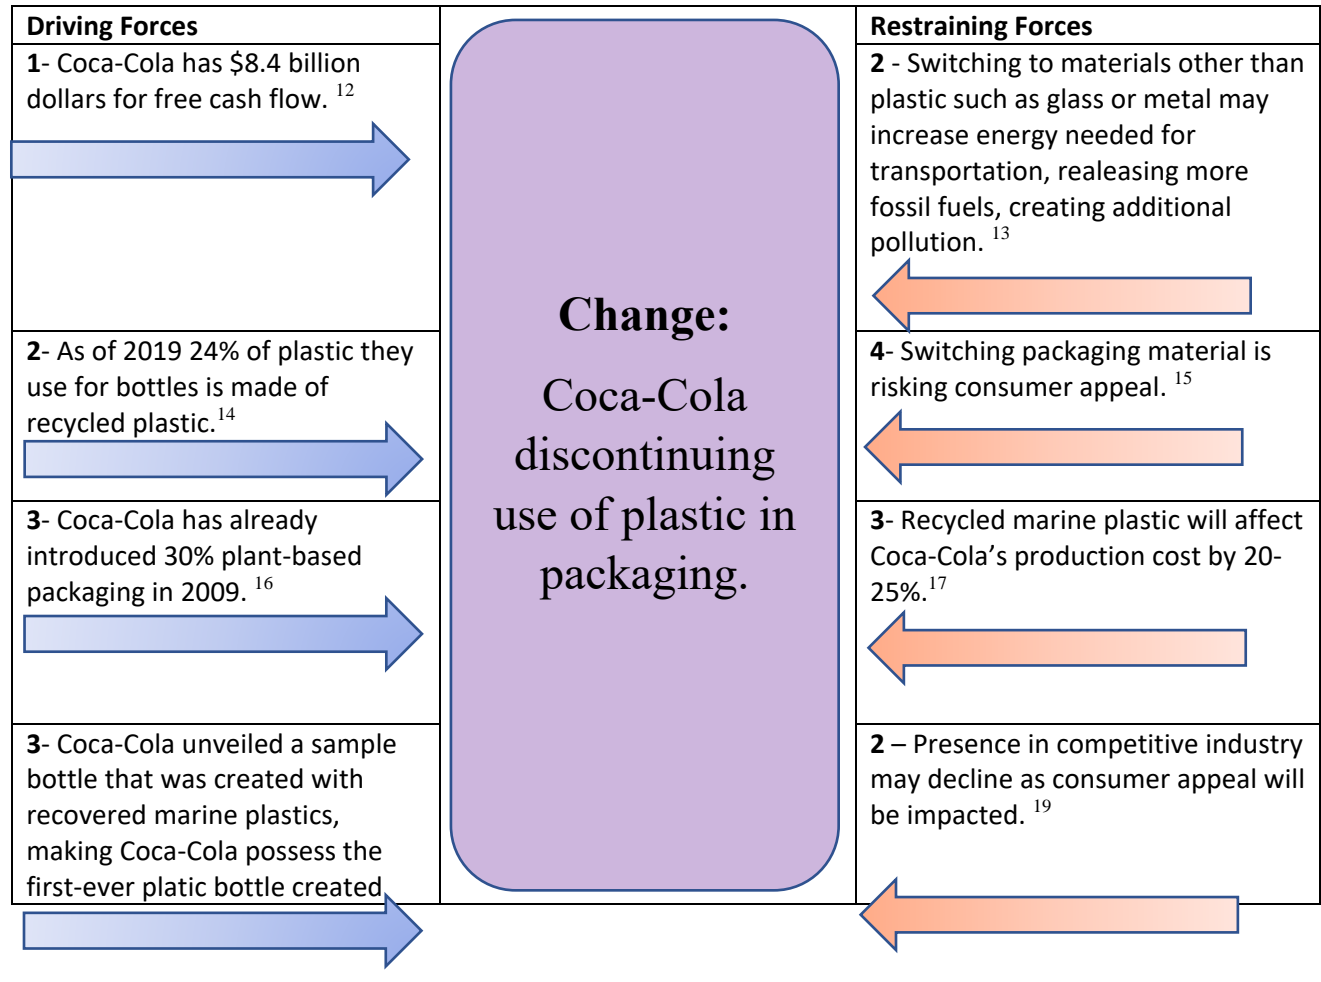 Driving Forces
1- Coca-Cola has $8.4 billion
dollars for free cash flow. 12
2- As of 2019 24% of plastic they
use for bottles is made of
recycled plastic.14
3- Coca-Cola has already
introduced 30% plant-based
packaging in 2009. 16
3- Coca-Cola unveiled a sample
bottle that was created with
recovered marine plastics,
making Coca-Cola possess the
first-ever platic bottle created
Change:
Coca-Cola
discontinuing
use of plastic in
packaging.
Restraining Forces
2 - Switching to materials other than
plastic such as glass or metal may
increase energy needed for
transportation, realeasing more
fossil fuels, creating additional
pollution. 13
4- Switching packaging material is
risking consumer appeal. 15
3- Recycled marine plastic will affect
Coca-Cola’s production cost by 20-
25%.17
2 – Presence in competitive industry
may decline as consumer appeal will
be impacted. 19